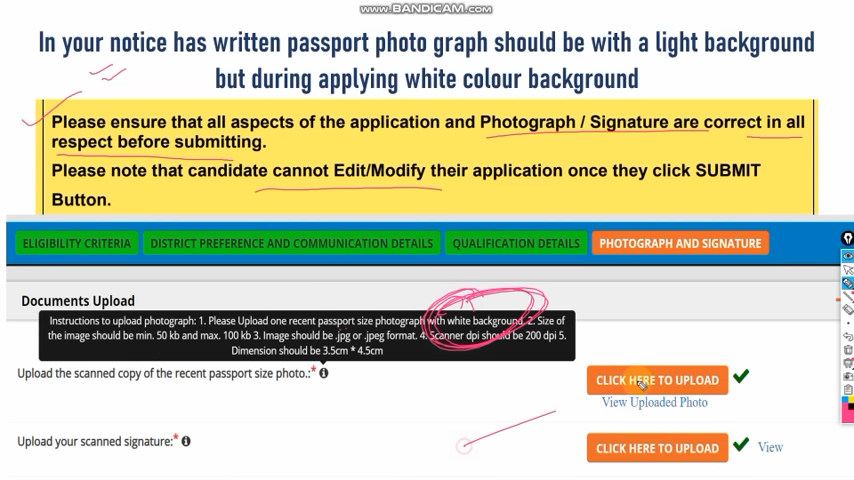 www.BANDICAM.com
In your notice has written passport photo graph should be with a light background
but during applying white colour background
Please ensure that all aspects of the application and Photograph / Signature are correct in all
respect before submitting.
Please note that candidate cannot Edit/Modify their application once they click SUBMIT
Button.
ELIGIBILITY CRITERIA DISTRICT PREFERENCE AND COMMUNICATION DETAILS QUALIFICATION DETAILS PHOTOGRAPH AND SIGNATURE
Documents Upload
Instructions to upload photograph: 1. Please Upload one recent passport size photograph with white background. 2. Size of
the image should be min. 50 kb and max. 100 kb 3. Image should be .jpg or .jpeg format. 4. Scanner dpi should be 200 dpi 5.
Dimension should be 3.5cm * 4.5cm
Upload the scanned copy of the recent passport size photo.:* CLICK HERE TO UPLOAD
View Uploaded Photo
Upload your scanned signature:* CLICK HERE TO UPLOAD View